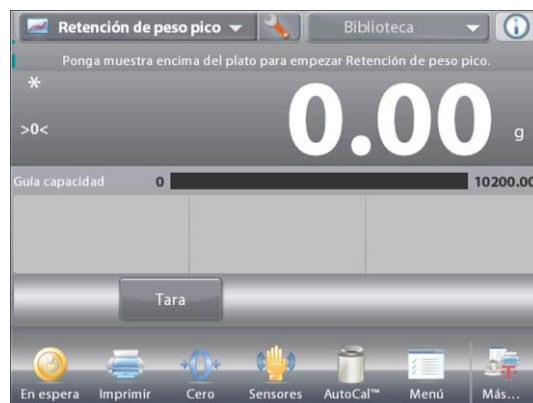 Retención de peso pico
Biblioteca
Ponga muestra encima del plato para empezar Retención de peso pico.
*
>0<
0.00 g
Guía capacidad 0 10200.00
Tara
En espera Imprimir Cero Sensores AutoCal™ Menú Más...